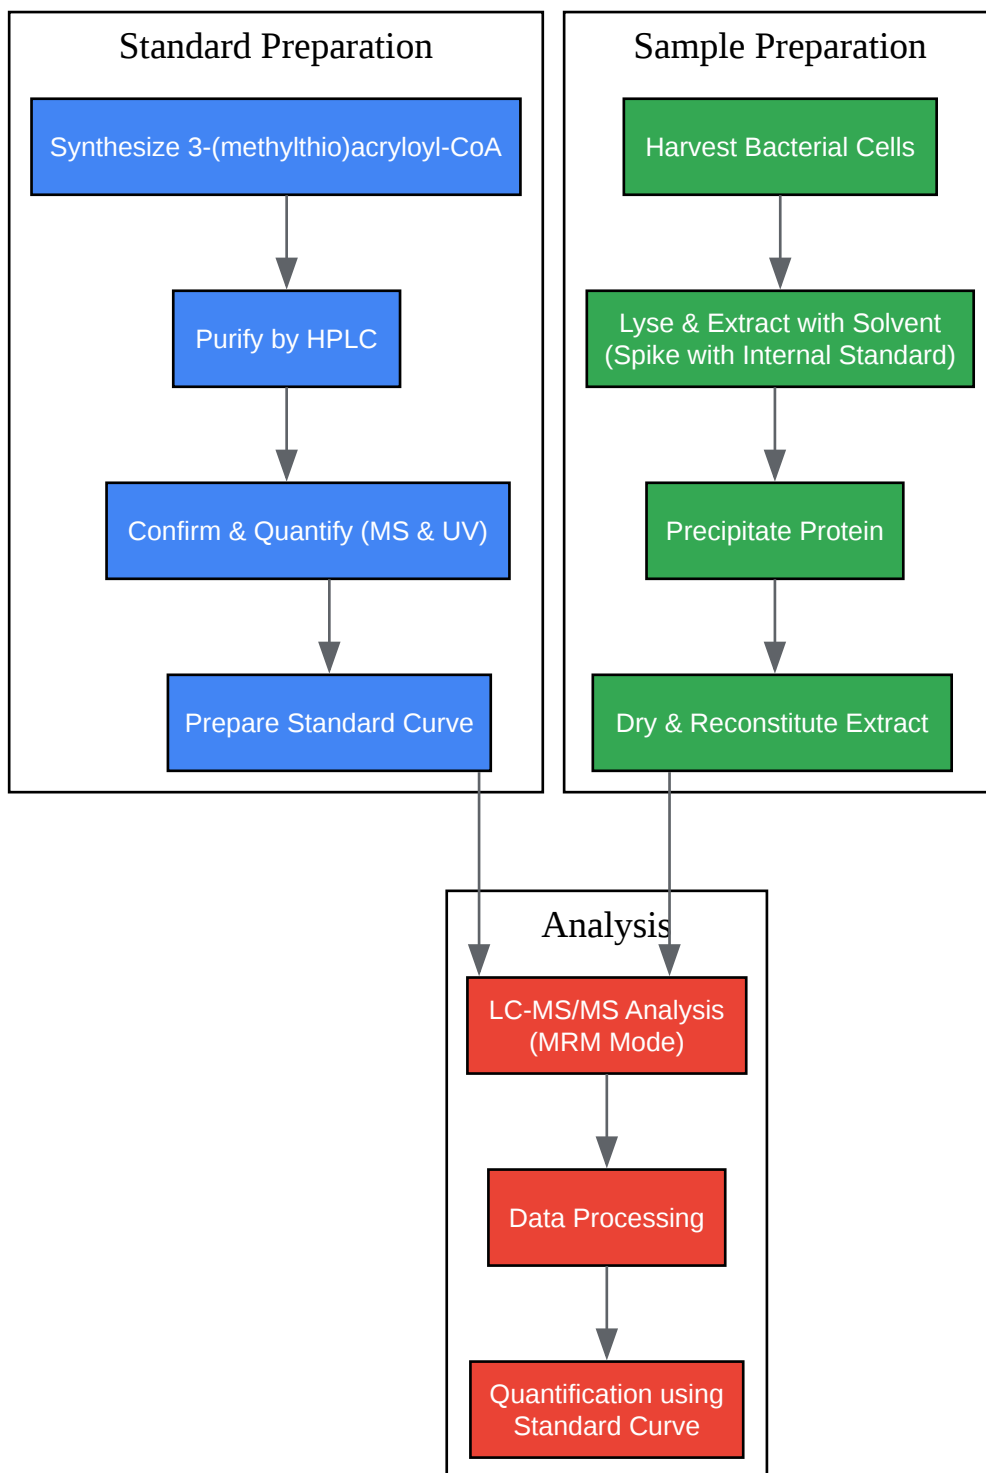 Standard Preparation
Synthesize 3-(methylthio)acryloyl-CoA
Purify by HPLC
Confirm & Quantify (MS & UV)
Prepare Standard Curve
Sample Preparation
Harvest Bacterial Cells
Lyse & Extract with Solvent
(Spike with Internal Standard)
Precipitate Protein
Dry & Reconstitute Extract
Analysis
LC-MS/MS Analysis
(MRM Mode)
Data Processing
Quantification using
Standard Curve